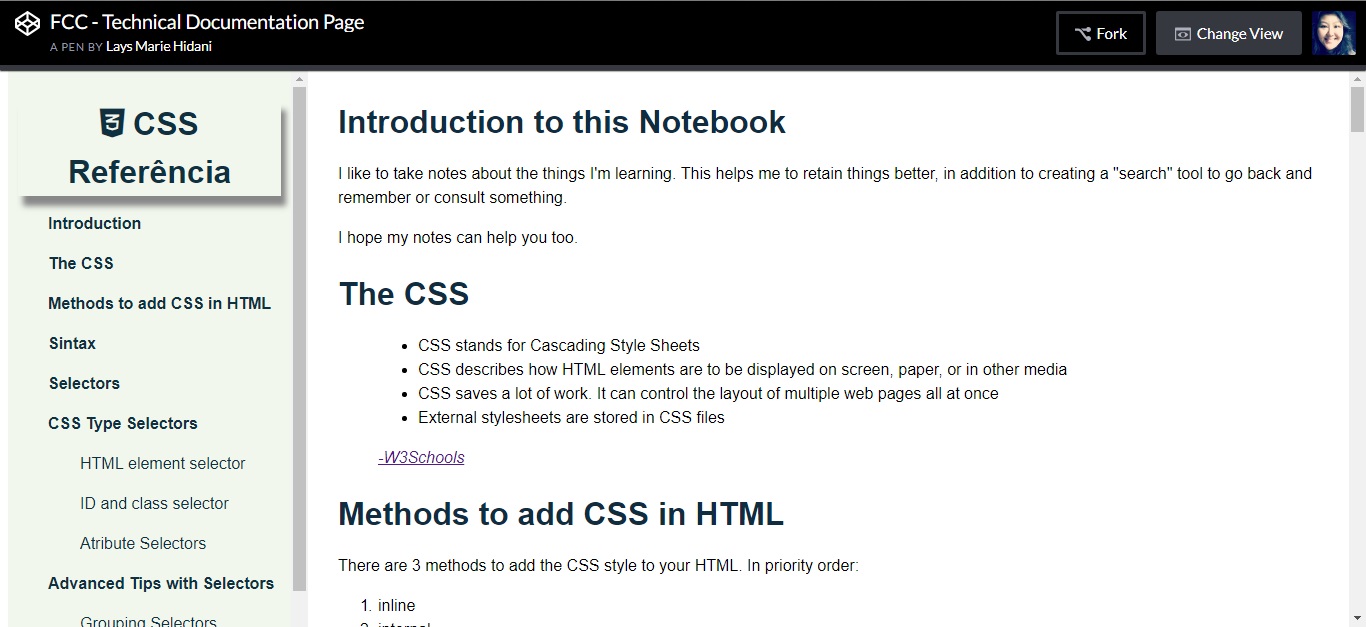 FCC - Technical Documentation Page
A PEN BY Lays Marie Hidani
Fork
Change View
CSS
Referência
Introduction
The CSS
Methods to add CSS in HTML
Sintax
Selectors
CSS Type Selectors
HTML element selector
ID and class selector
Atribute Selectors
Advanced Tips with Selectors
Grouping Selectors
Introduction to this Notebook
I like to take notes about the things I'm learning. This helps me to retain things better, in addition to creating a "search" tool to go back and
remember or consult something.
I hope my notes can help you too.
The CSS
• CSS stands for Cascading Style Sheets
• CSS describes how HTML elements are to be displayed on screen, paper, or in other media
• CSS saves a lot of work. It can control the layout of multiple web pages all at once
• External stylesheets are stored in CSS files
-W3Schools
Methods to add CSS in HTML
There are 3 methods to add the CSS style to your HTML. In priority order:
1. inline
2. internal